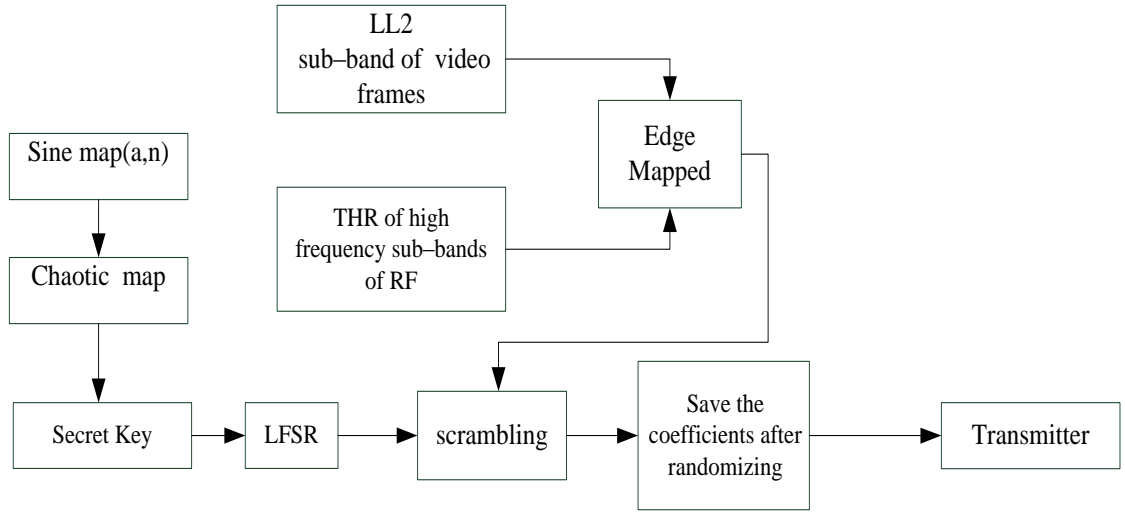 LL2
sub–band of video
frames
Sine map(a,n)
Edge
Mapped
THR of high
frequency sub–bands
of RF
Chaotic map
Secret Key
LFSR
scrambling
Save the
coefficients after
randomizing
Transmitter